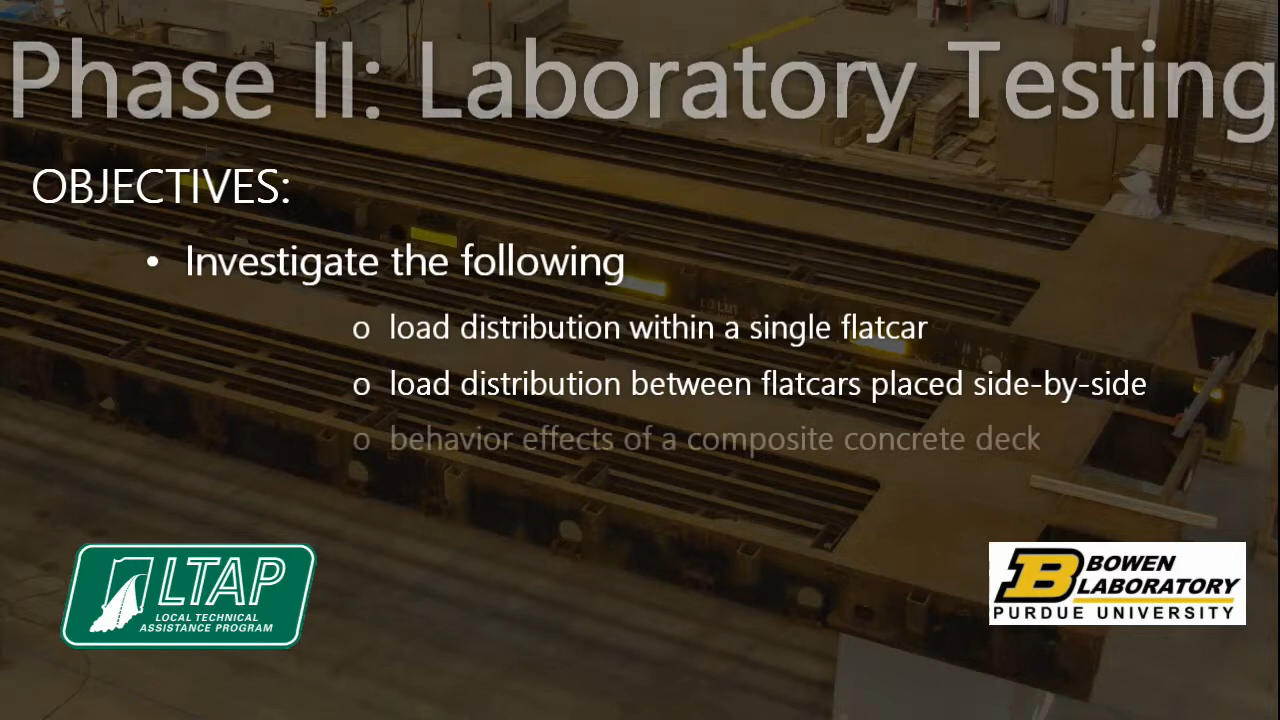 Phase II: Laboratory Testing
OBJECTIVES:
• Investigate the following
o load distribution within a single flatcar
o load distribution between flatcars placed side-by-side
o behavior effects of a composite concrete deck
LTAP
LOCAL TECHNICAL
ASSISTANCE PROGRAM
B BOWEN
LABORATORY
PURDUE UNIVERSITY